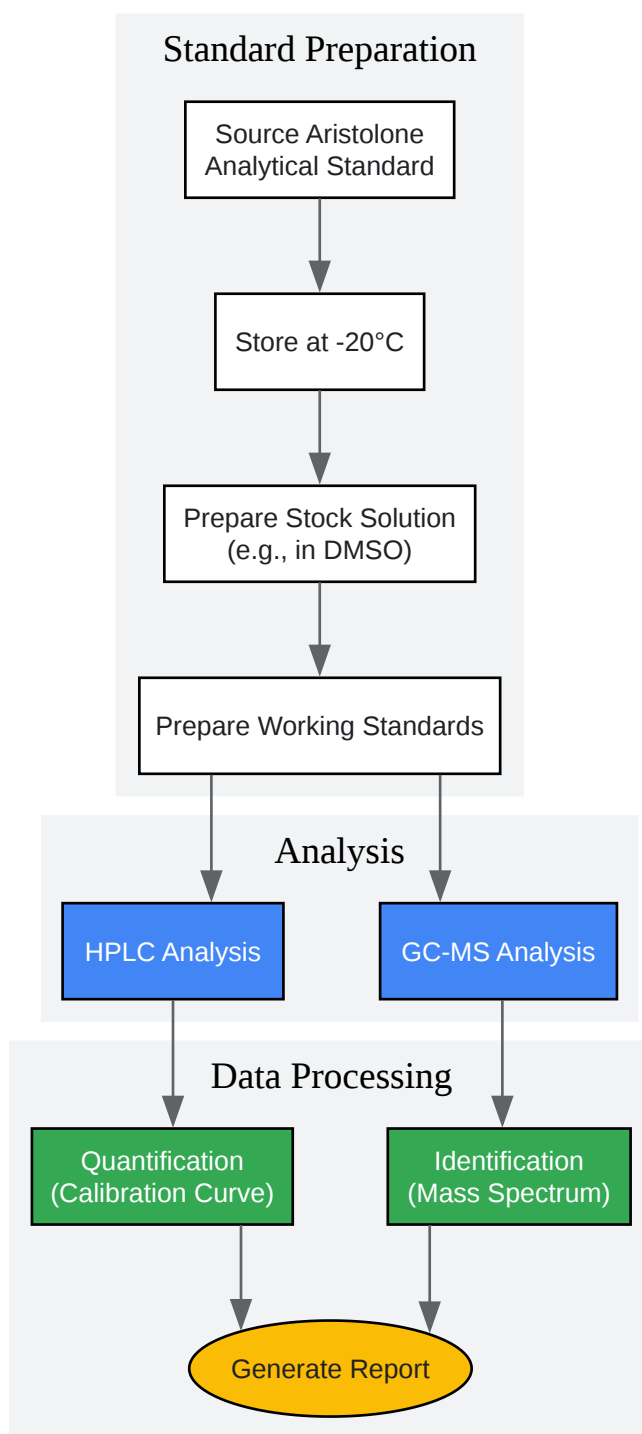 Standard Preparation
Source Aristolone
Analytical Standard
Store at -20°C
Prepare Stock Solution
(e.g., in DMSO)
Prepare Working Standards
Analysis
HPLC Analysis
GC-MS Analysis
Data Processing
Quantification
(Calibration Curve)
Identification
(Mass Spectrum)
Generate Report